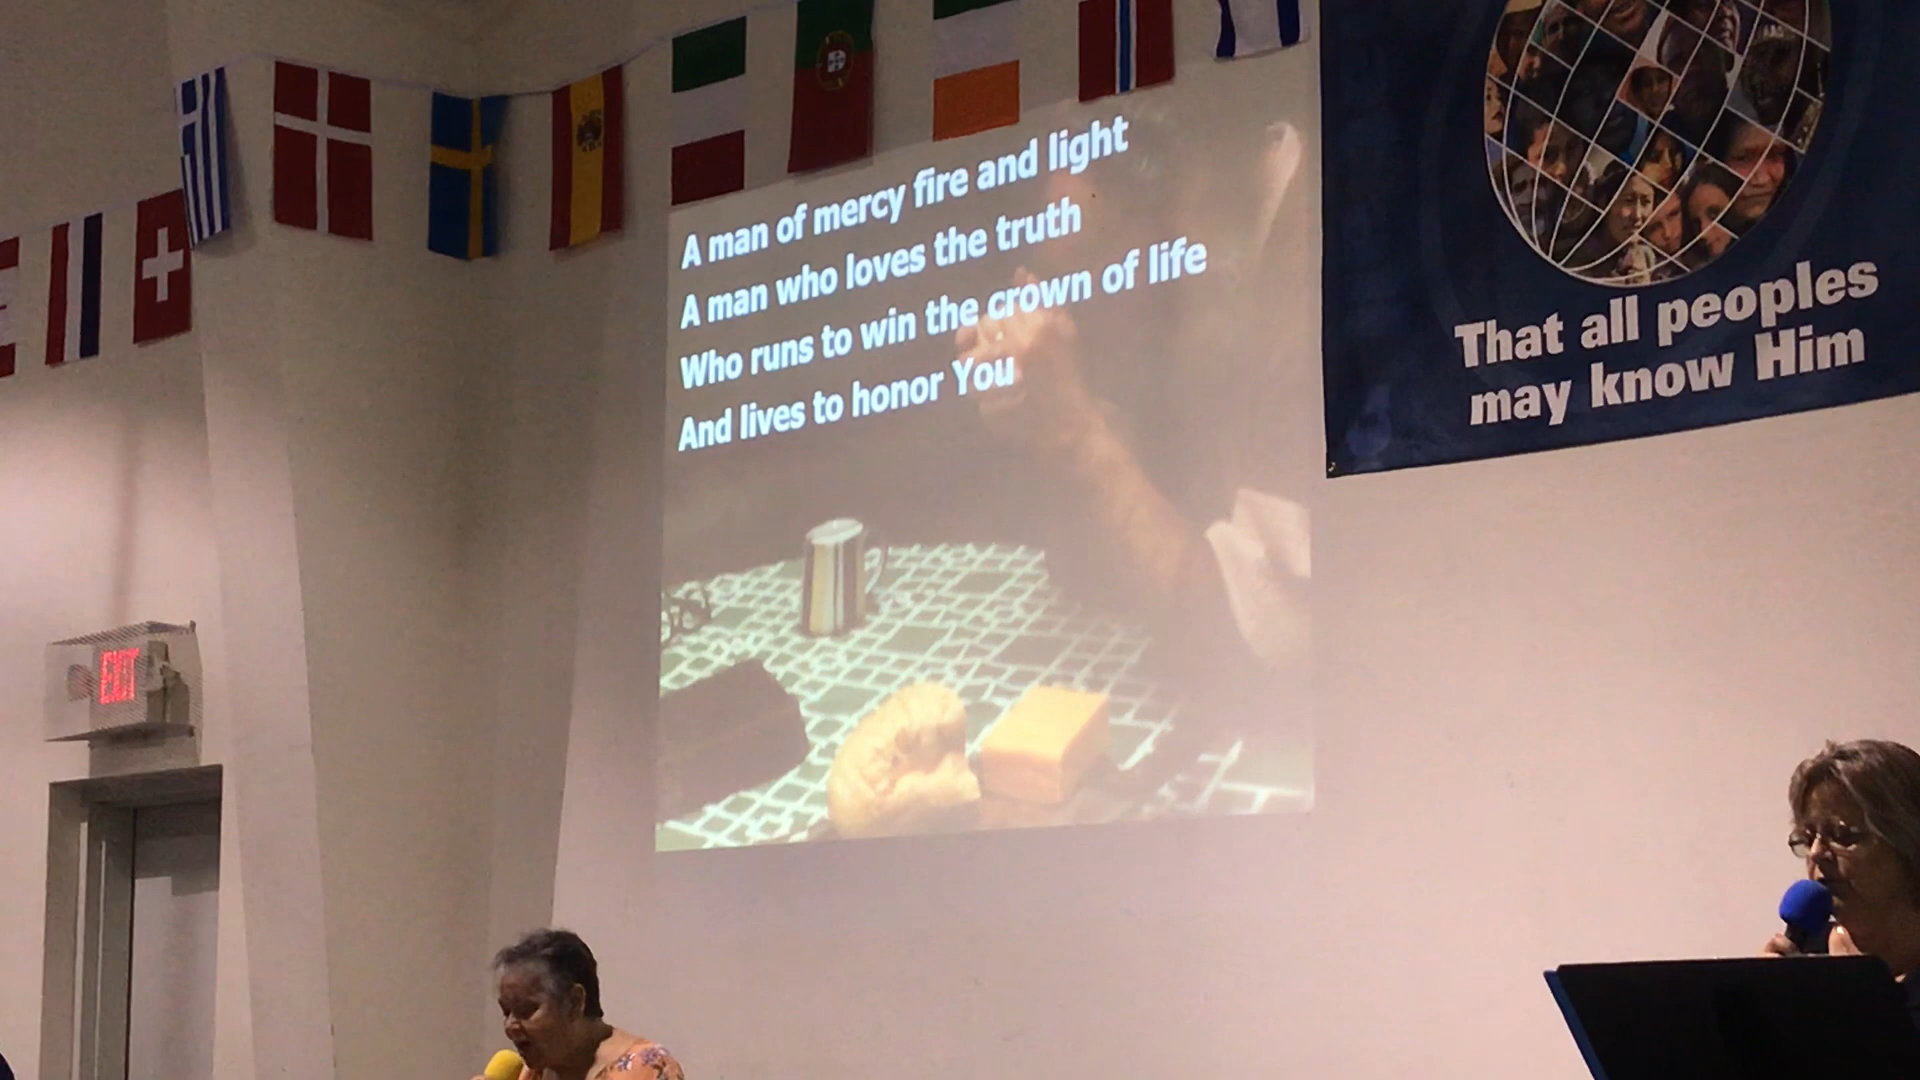 A man of mercy fire and light
A man who loves the truth
Who runs to win the crown of life
And lives to honor You
That all peoples
may know Him
EXIT